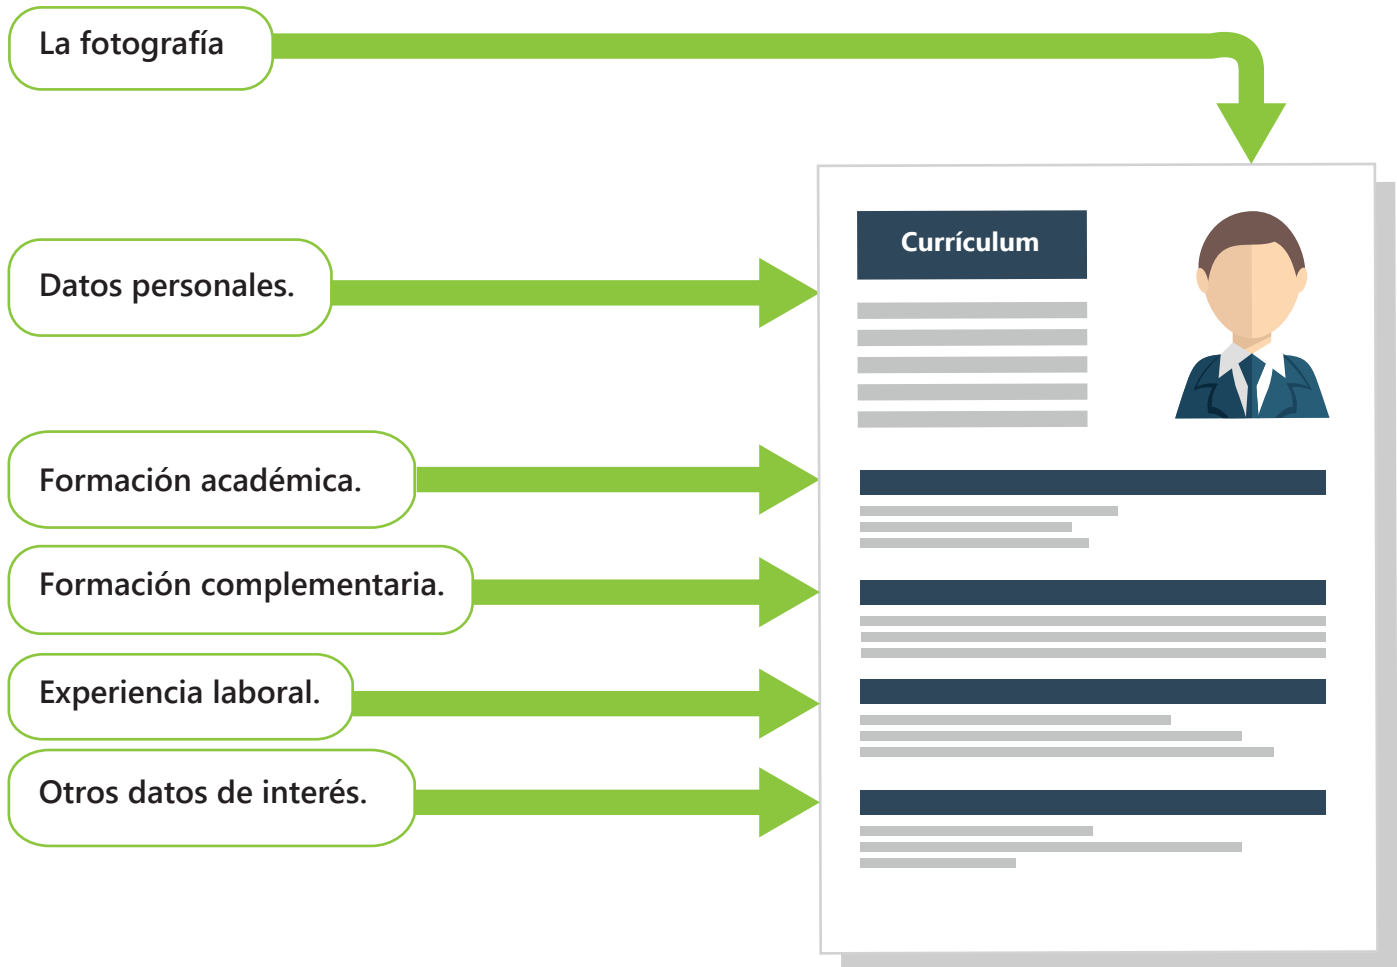 La fotografía
Currículum
Datos personales.
Formación académica.
Formación complementaria.
Experiencia laboral.
Otros datos de interés.